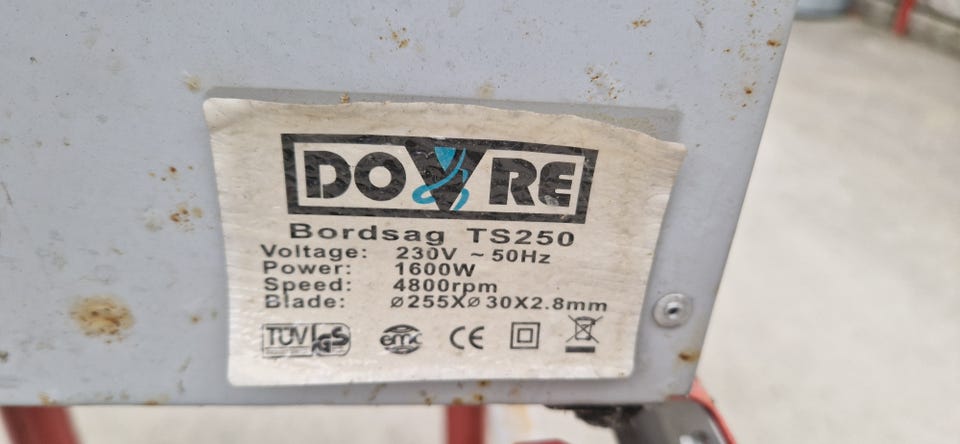 DOVRE
Bordsag TS250
Voltage: 230V ~ 50Hz
Power: 1600W
Speed: 4800rpm
Blade: ø255Xø30X2.8mm
TÜV GS emc CE